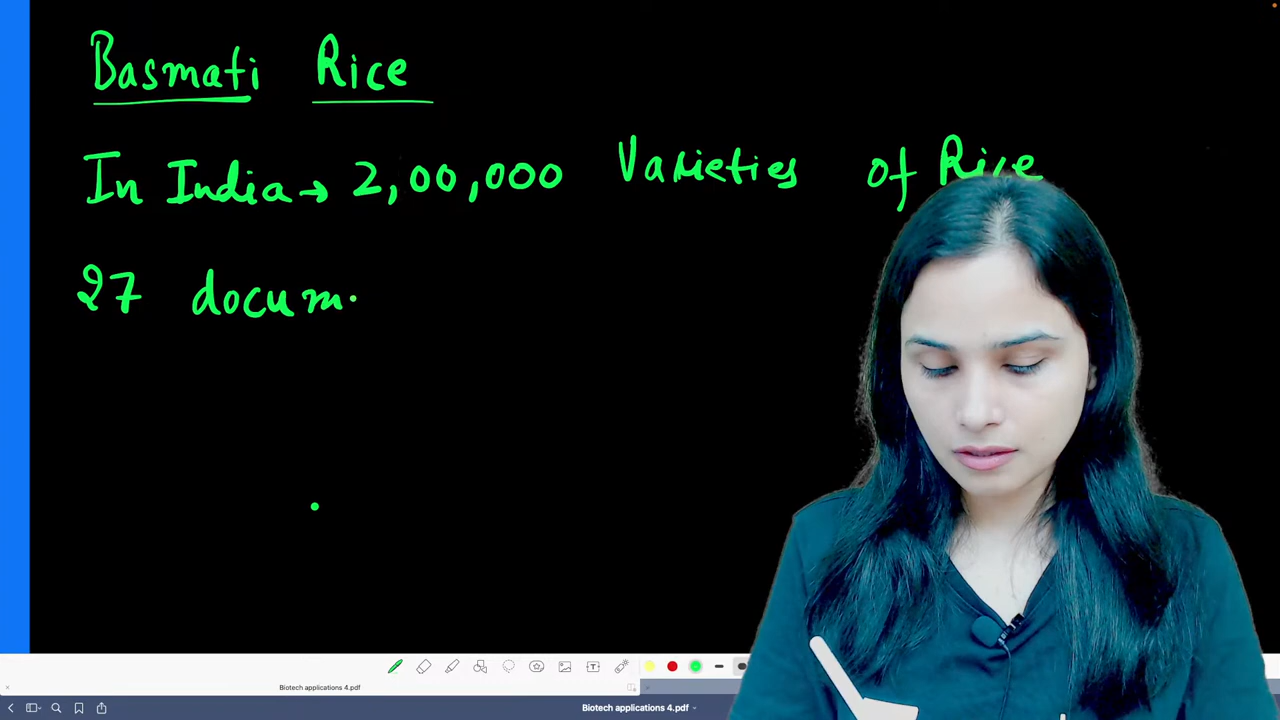 Basmati Rice
In India → 2,00,000 Varieties of Rice
27 docum
Biotech applications 4.pdf
Biotech applications 4.pdf